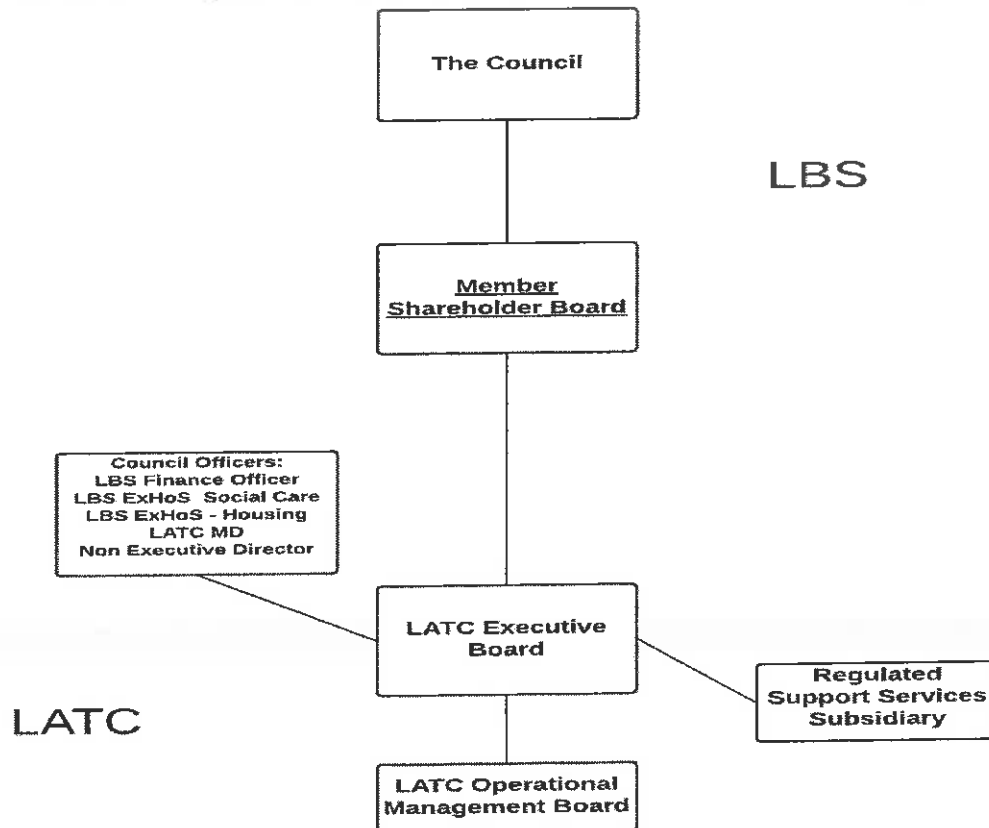 The Council
LBS
Member
Shareholder Board
Council Officers:
LBS Finance Officer
LBS ExHoS Social Care
LBS ExHoS - Housing
LATC MD
Non Executive Director
LATC Executive
Board
Regulated
Support Services
Subsidiary
LATC
LATC Operational
Management Board